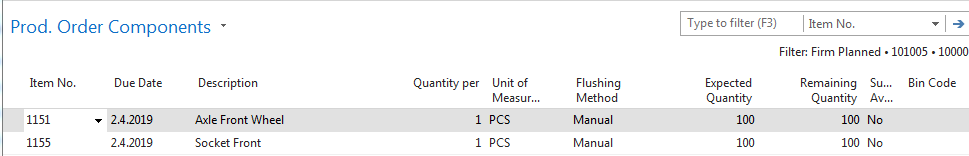 Prod. Order Components
Type to filter (F3) Item No.
Filter: Firm Planned • 101005 • 10000
Item No. Due Date Description Quantity per Unit of Measur... Flushing Method Expected Quantity Remaining Quantity Su... Av... Bin Code
1151 2.4.2019 Axle Front Wheel 1 PCS Manual 100 100 No
1155 2.4.2019 Socket Front 1 PCS Manual 100 100 No